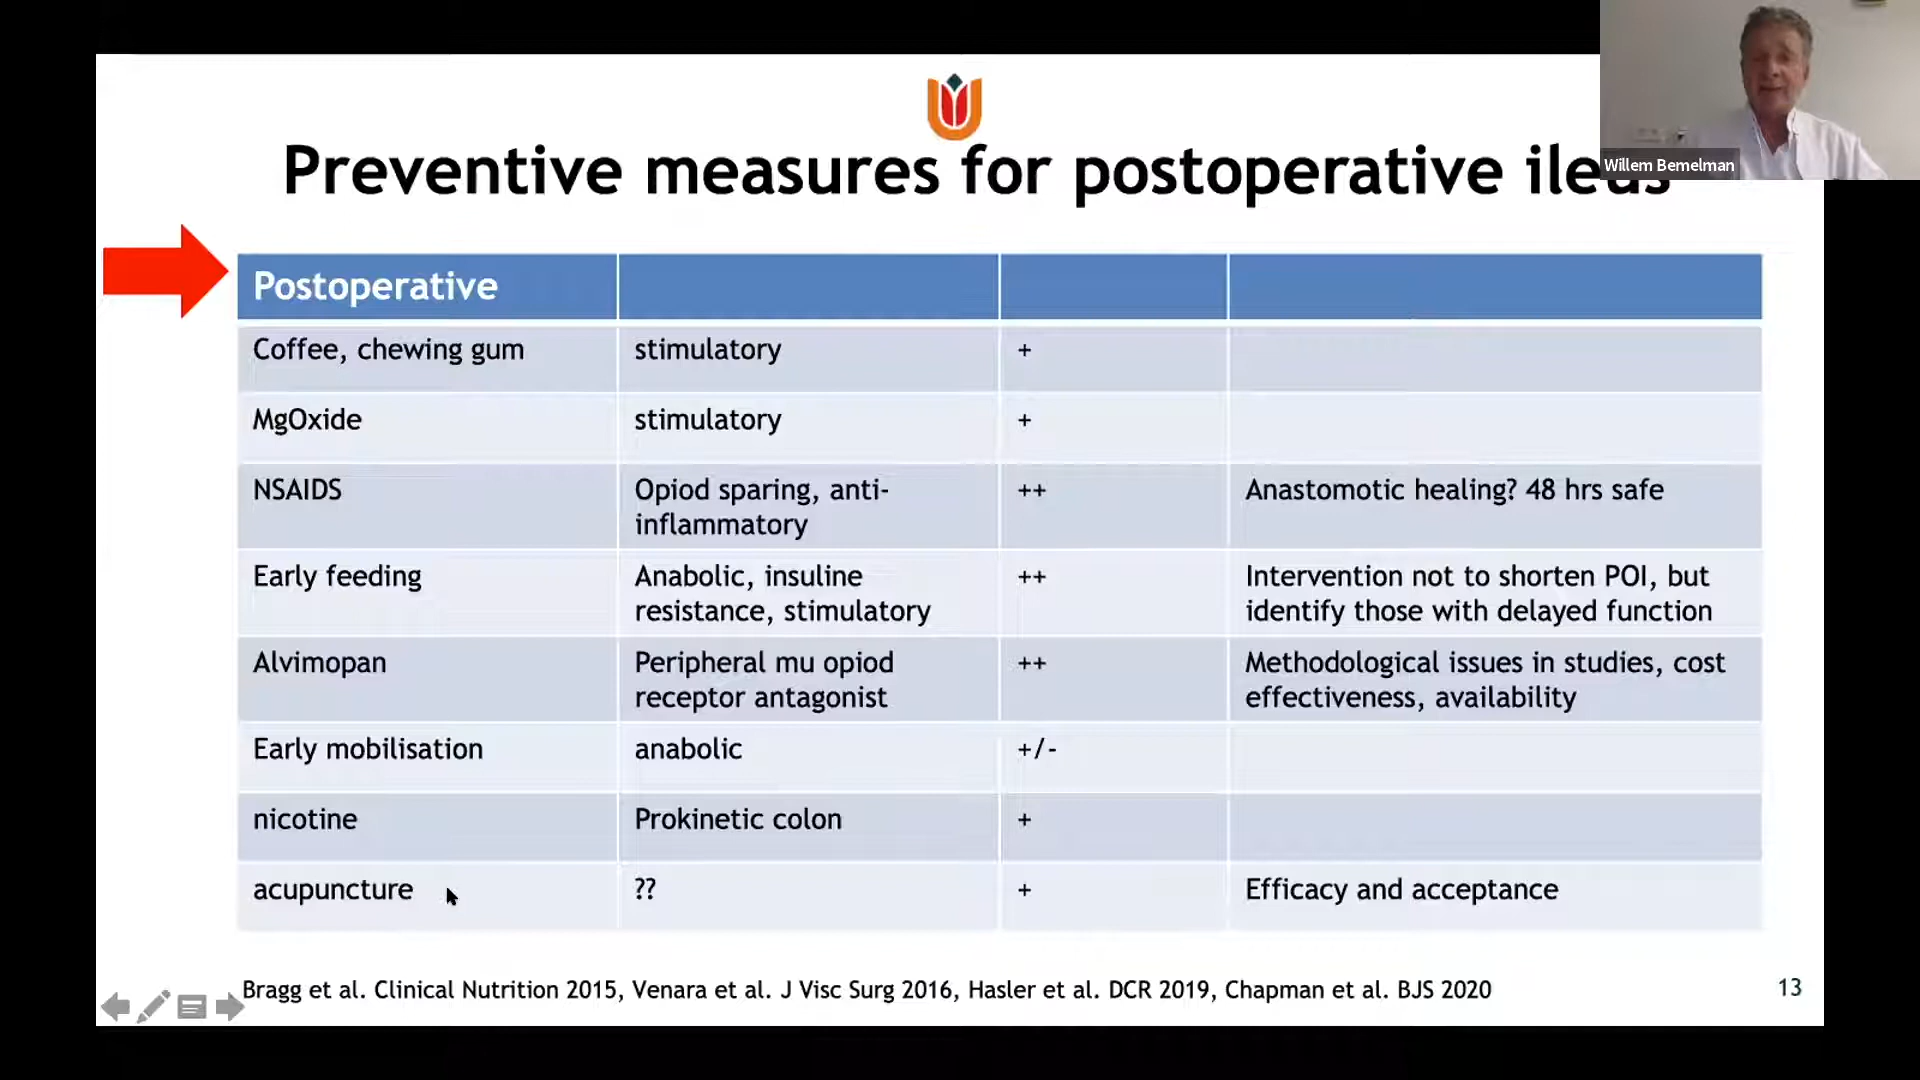 Willem Bemelman
Preventive measures for postoperative ileus
Postoperative
Coffee, chewing gum
stimulatory
+
MgOxide
stimulatory
+
NSAIDS
Opiod sparing, anti-
inflammatory
++
Anastomotic healing? 48 hrs safe
Early feeding
Anabolic, insuline
resistance, stimulatory
++
Intervention not to shorten POI, but
identify those with delayed function
Alvimopan
Peripheral mu opiod
receptor antagonist
++
Methodological issues in studies, cost
effectiveness, availability
Early mobilisation
anabolic
+/-
nicotine
Prokinetic colon
+
acupuncture
??
+
Efficacy and acceptance
Bragg et al. Clinical Nutrition 2015, Venara et al. J Visc Surg 2016, Hasler et al. DCR 2019, Chapman et al. BJS 2020
13